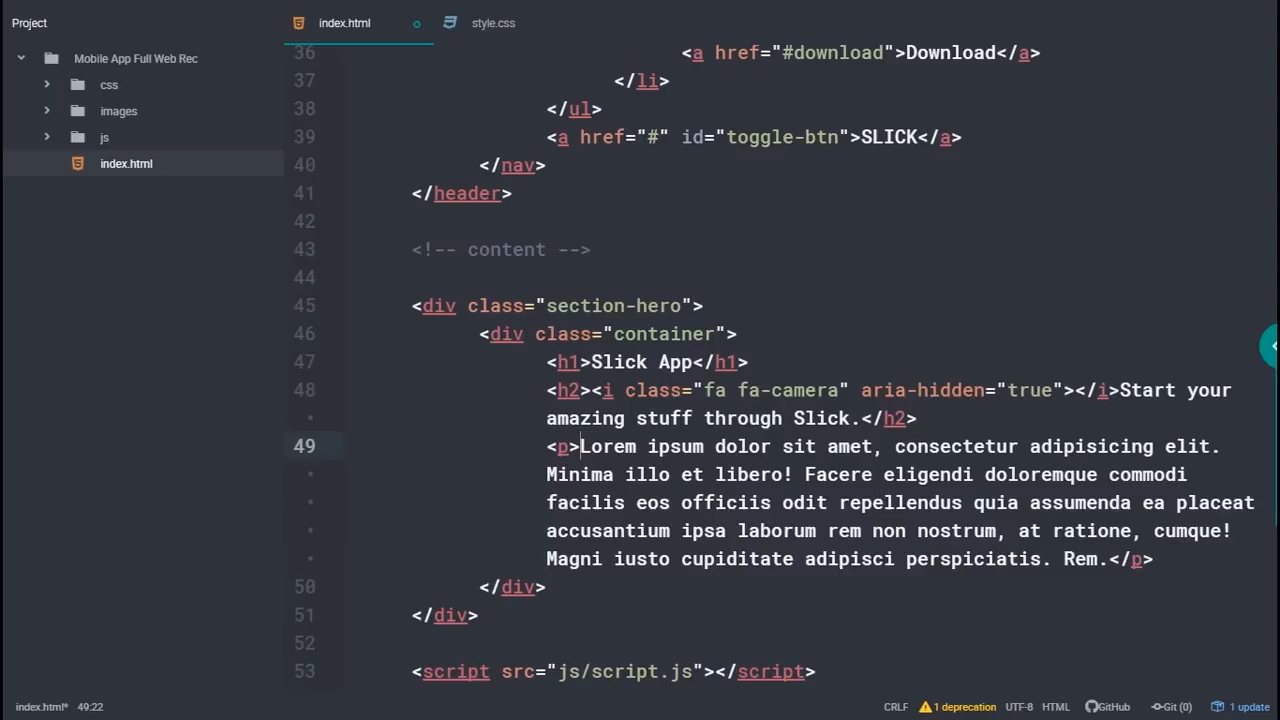 Project
index.html
style.css
Mobile App Full Web Rec
css
images
js
index.html
36 <a href="#download">Download</a>
37 </li>
38 </ul>
39 <a href="#" id="toggle-btn">SLICK</a>
40 </nav>
41 </header>
42
43 <!-- content -->
44
45 <div class="section-hero">
46 <div class="container">
47 <h1>Slick App</h1>
48 <h2><i class="fa fa-camera" aria-hidden="true"></i>Start your
amazing stuff through Slick.</h2>
49 <p>Lorem ipsum dolor sit amet, consectetur adipisicing elit.
Minima illo et libero! Facere eligendi doloremque commodi
facilis eos officiis odit repellendus quia assumenda ea placeat
accusantium ipsa laborum rem non nostrum, at ratione, cumque!
Magni iusto cupiditate adipisci perspiciatis. Rem.</p>
50 </div>
51 </div>
52
53 <script src="js/script.js"></script>
index.html* 49:22 CRLF 1 deprecation UTF-8 HTML GitHub Git (0) 1 update